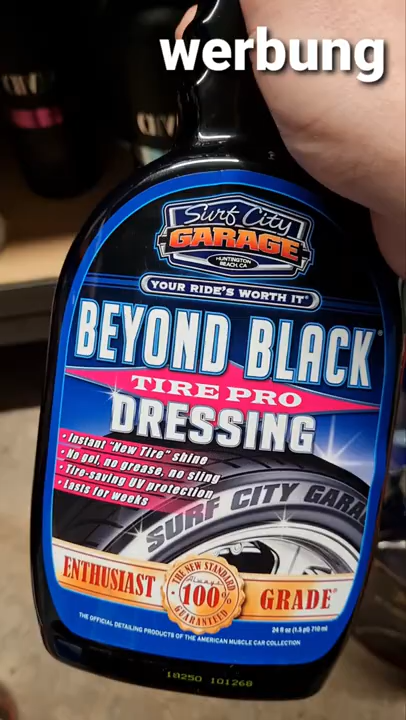 werbung
Surf City
GARAGE
HUNTINGTON
BEACH, CA
YOUR RIDE'S WORTH IT®
BEYOND BLACK®
TIRE PRO
DRESSING
• Instant "New Tire" shine
• No gel, no grease, no sling
• Tire-saving UV protection
• Lasts for weeks
SURF CITY GARA
ENTHUSIAST
THE NEW STANDARD
Always
100%
GUARANTEED
GRADE®
24 fl oz (1.5 pt) 710 ml
THE OFFICIAL DETAILING PRODUCTS OF THE AMERICAN MUSCLE CAR COLLECTION
18250 101268